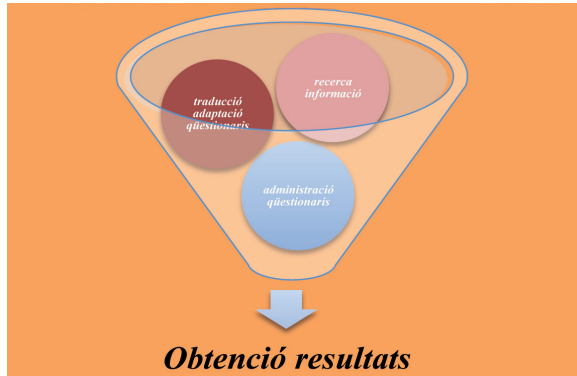 recerca
informació
traducció
adaptació
qüestionaris
administració
qüestionaris
Obtenció resultats